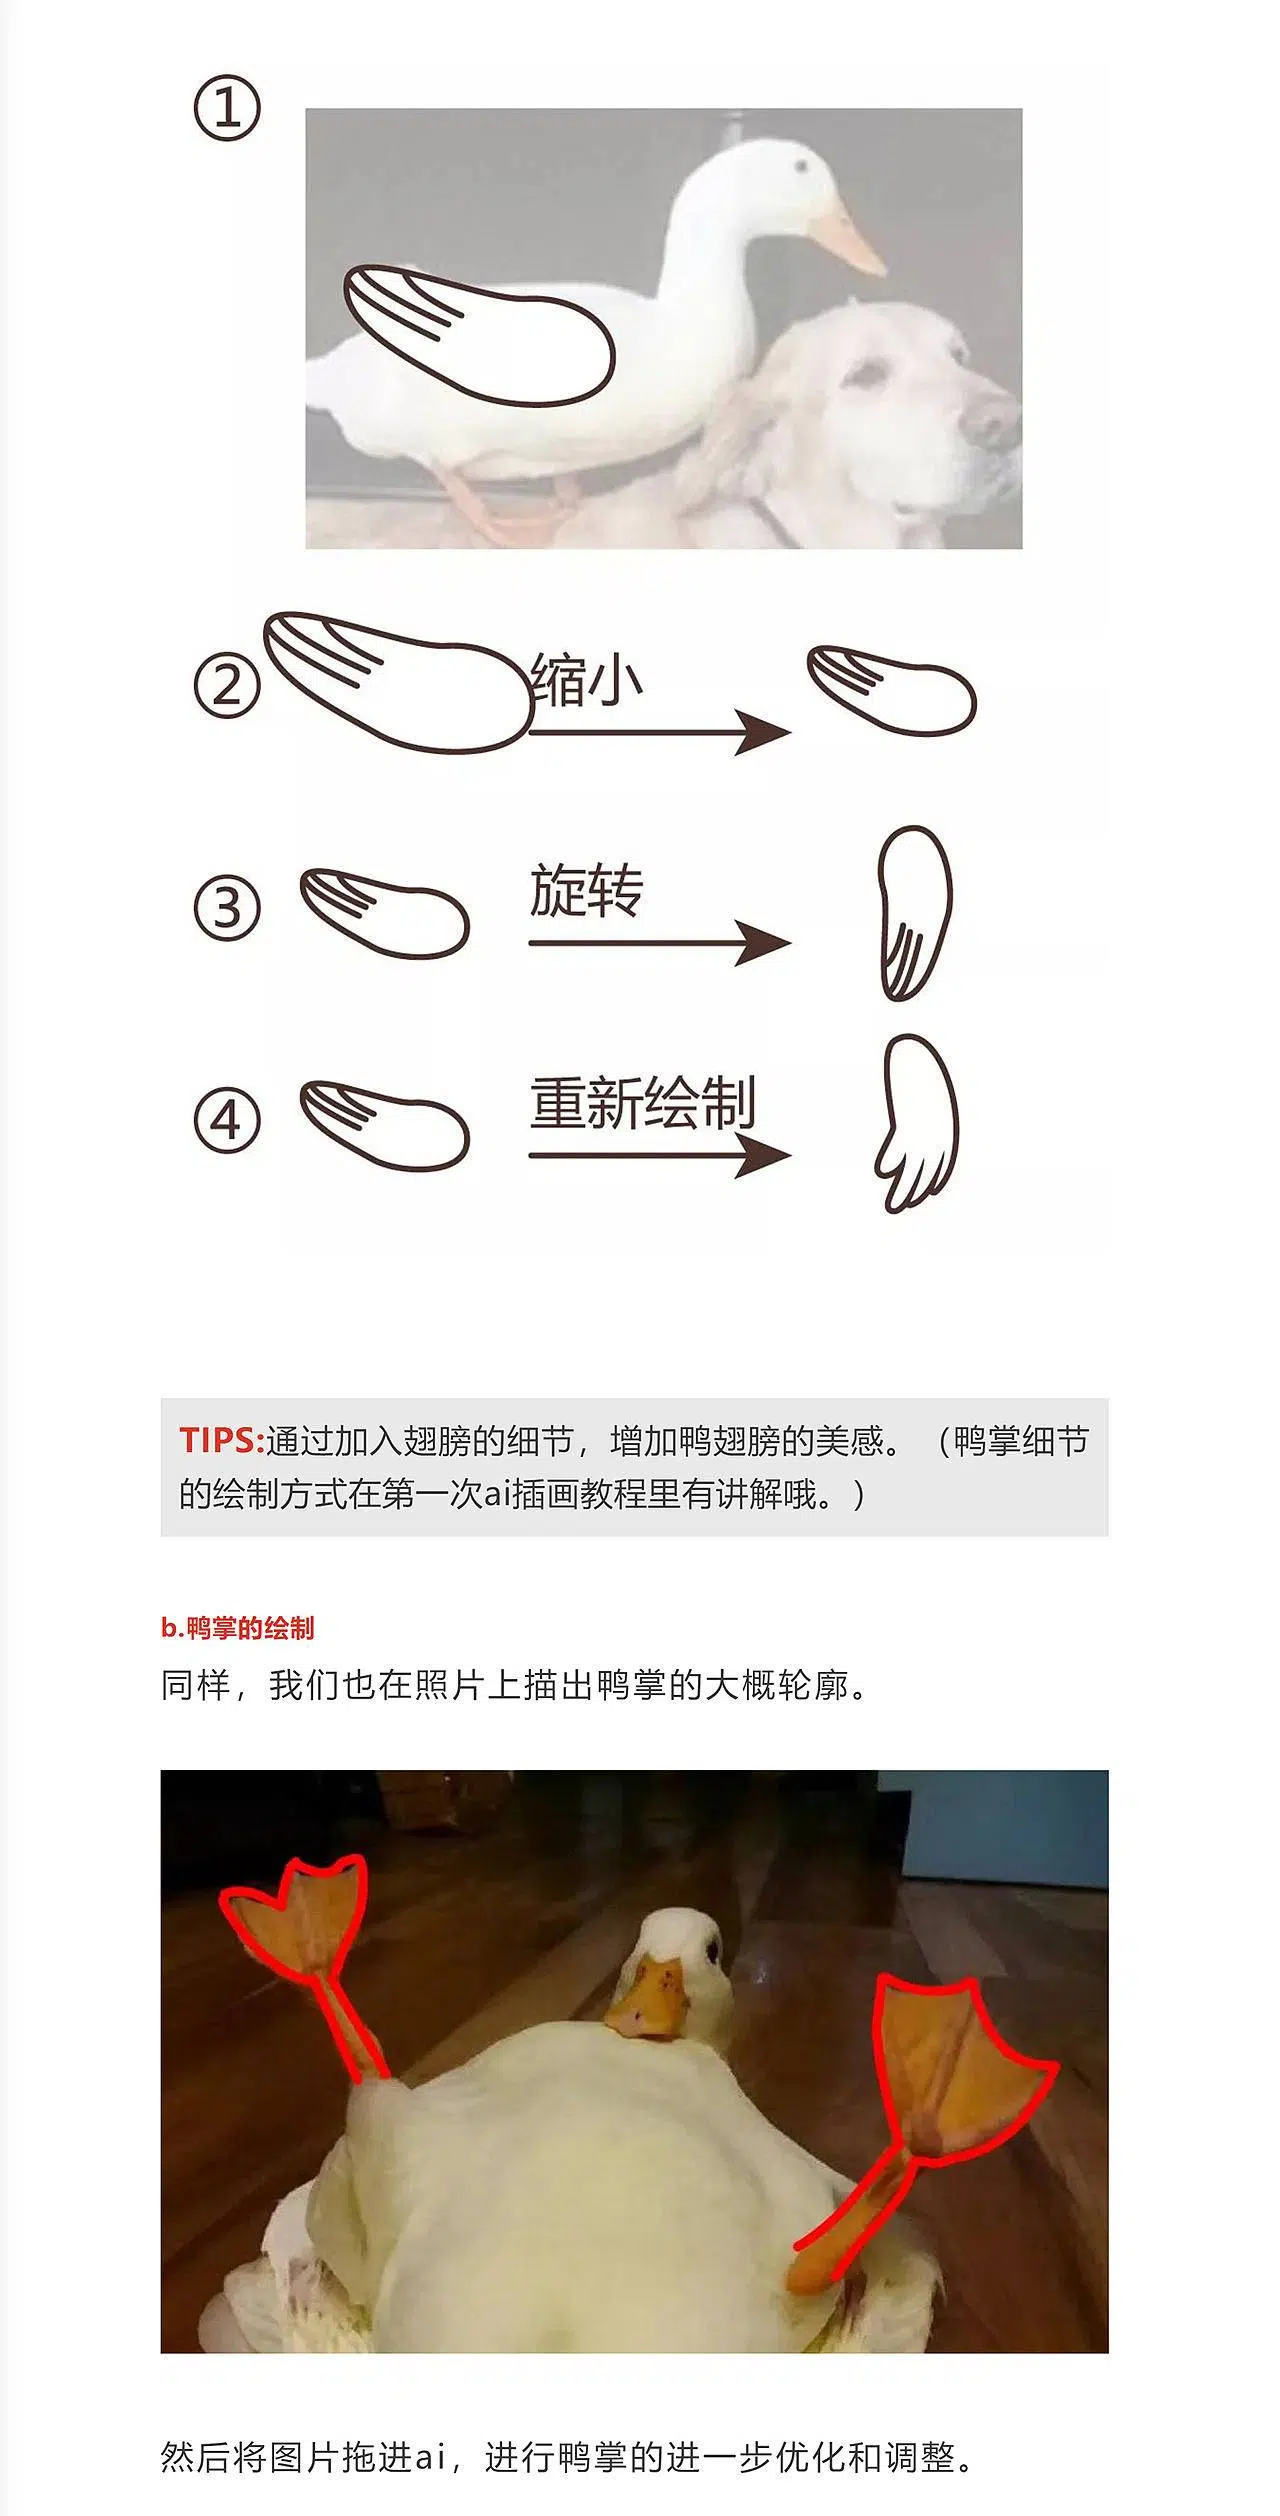 ①
②
缩小
③
旋转
④
重新绘制
TIPS:通过加入翅膀的细节，增加鸭翅膀的美感。（鸭掌细节
的绘制方式在第一次ai插画教程里有讲解哦。）
b.鸭掌的绘制
同样，我们也在照片上描出鸭掌的大概轮廓。
然后将图片拖进ai，进行鸭掌的进一步优化和调整。